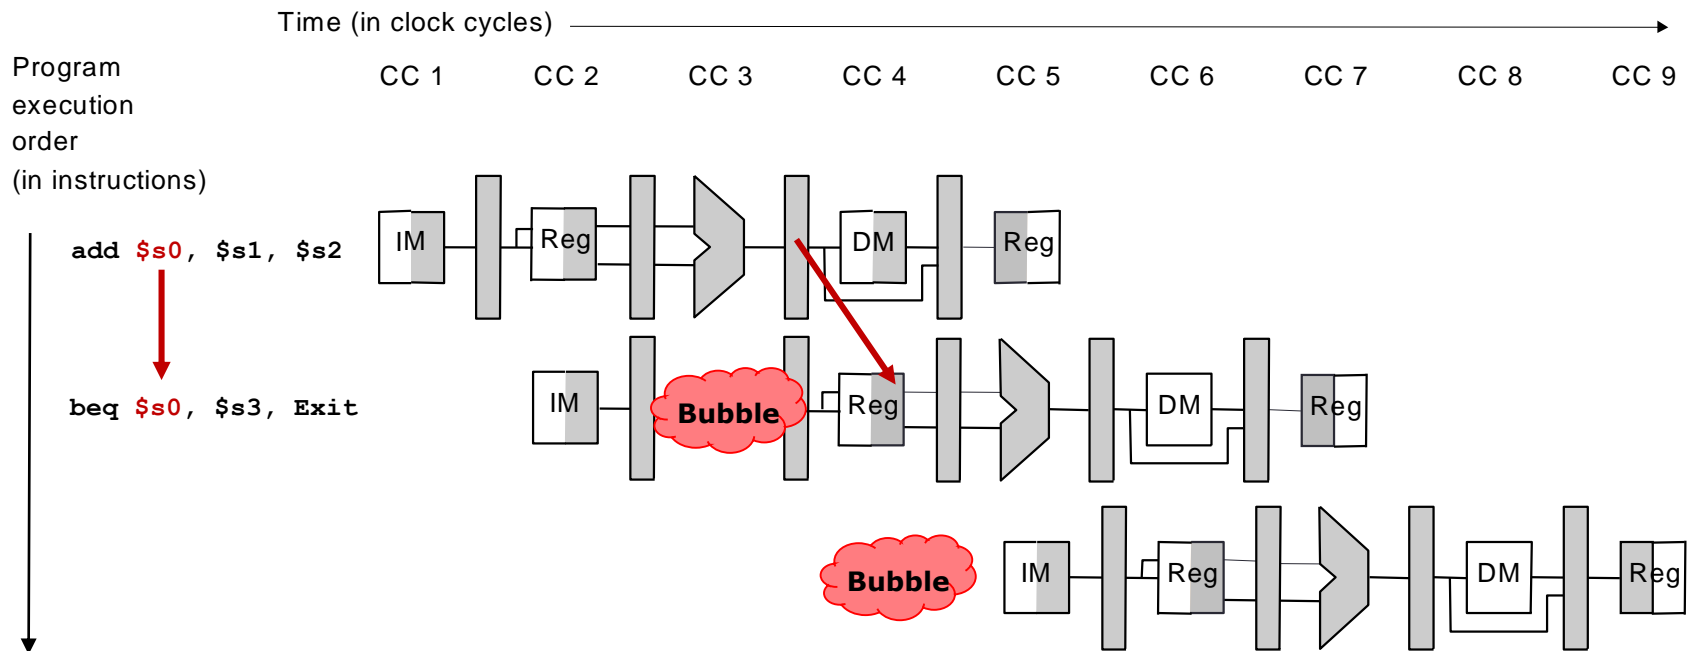 Time (in clock cycles)
Program
execution
order
(in instructions)
CC 1 CC 2 CC 3 CC 4 CC 5 CC 6 CC 7 CC 8 CC 9
add $s0, $s1, $s2
IM Reg DM Reg
beq $s0, $s3, Exit
IM Bubble Reg DM Reg
Bubble IM Reg DM Reg